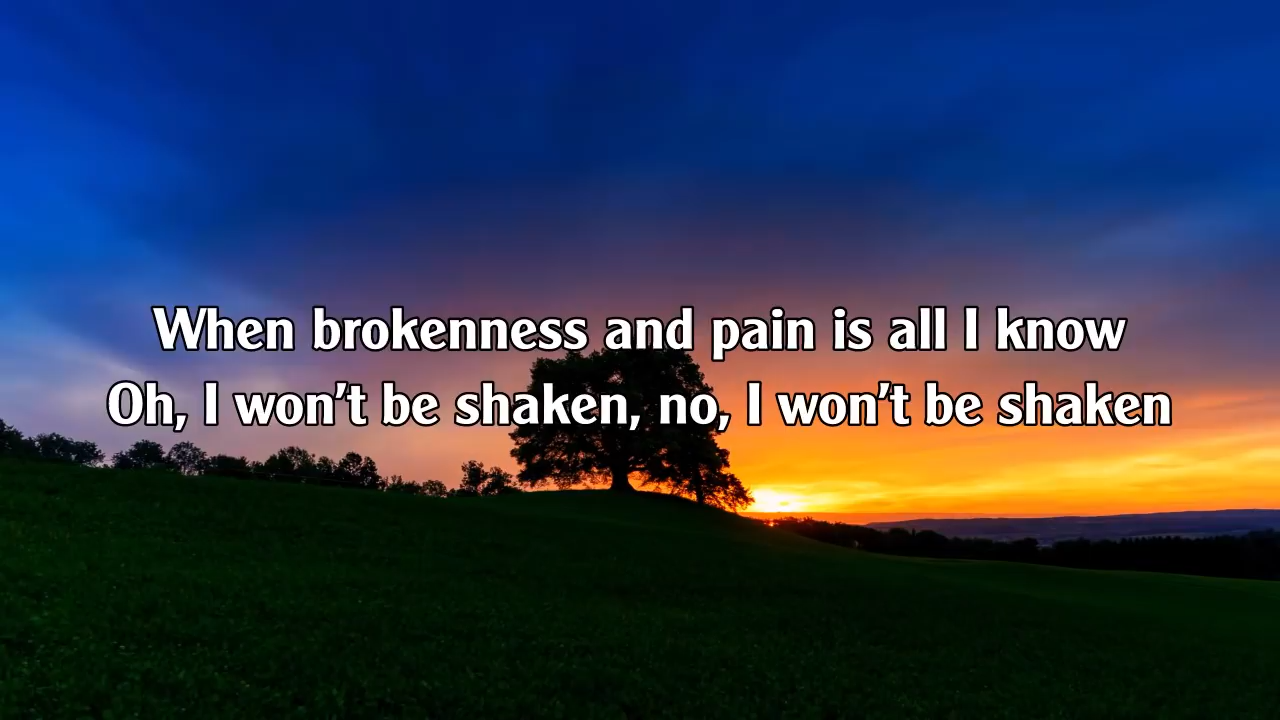 When brokenness and pain is all I know
Oh, I won’t be shaken, no, I won’t be shaken